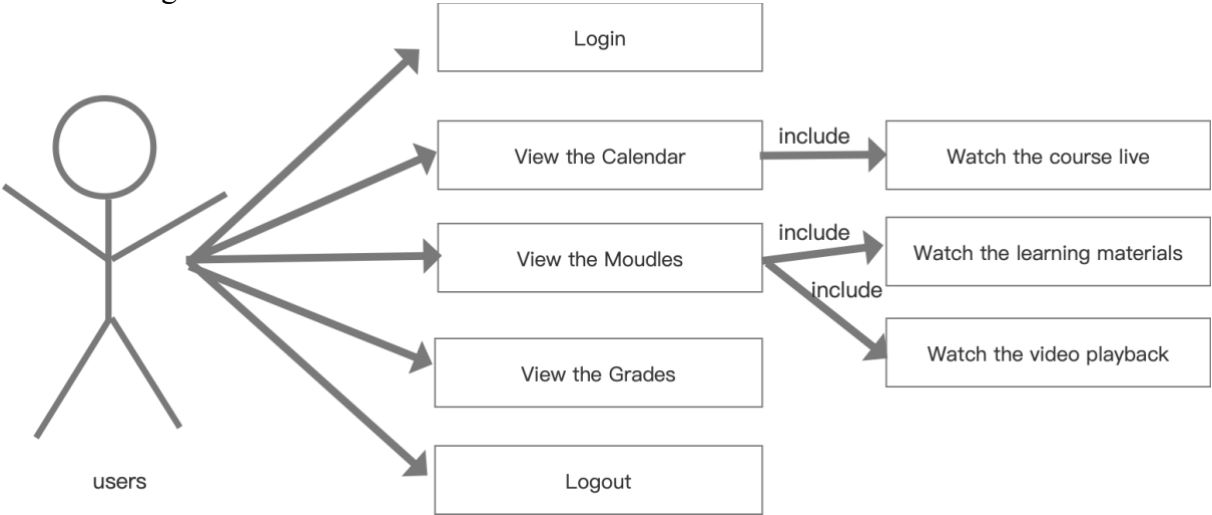 Login
include
View the Calendar
Watch the course live
include
View the Moudles
Watch the learning materials
include
Watch the video playback
View the Grades
users
Logout